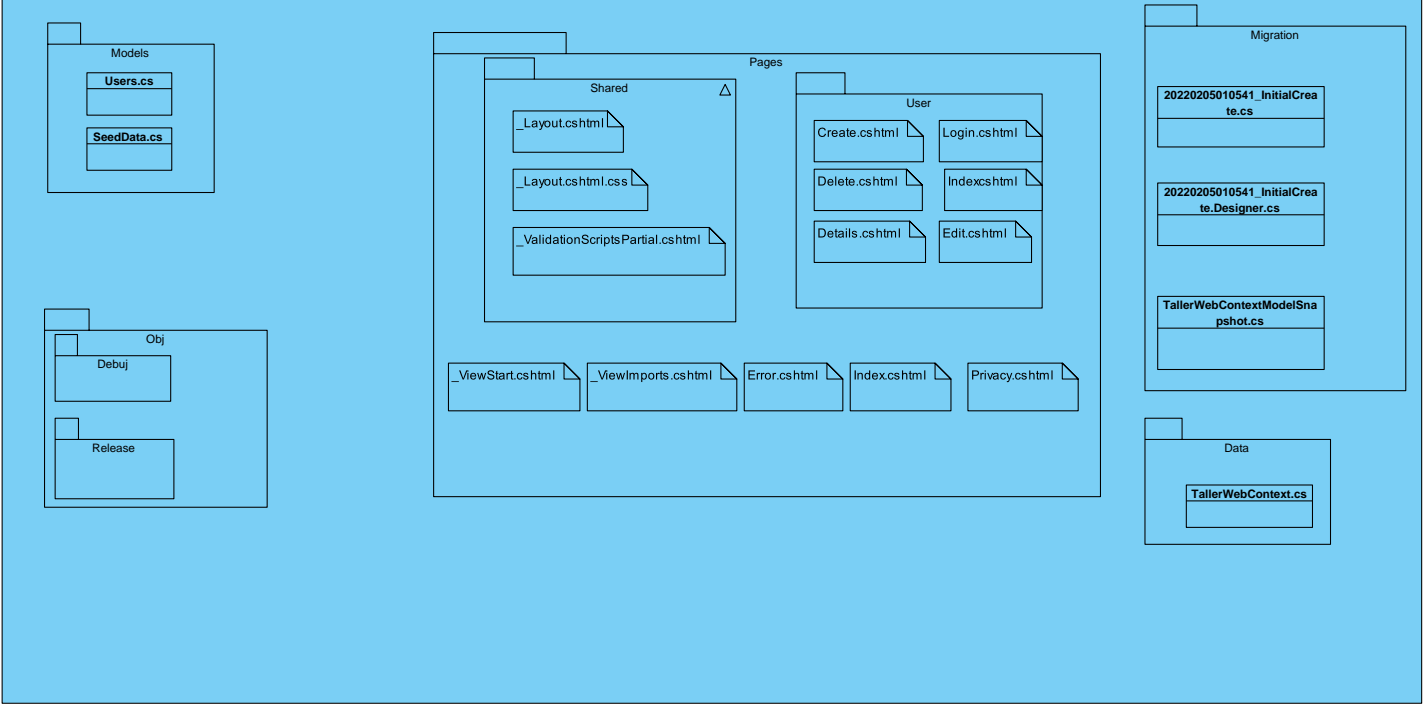 Models
Users.cs
SeedData.cs
Obj
Debuj
Release
Pages
Shared
_Layout.cshtml
_Layout.cshtml.css
_ValidationScriptsPartial.cshtml
User
Create.cshtml
Login.cshtml
Delete.cshtml
Indexcshtml
Details.cshtml
Edit.cshtml
_ViewStart.cshtml
_ViewImports.cshtml
Error.cshtml
Index.cshtml
Privacy.cshtml
Migration
20220205010541_InitialCrea
te.cs
20220205010541_InitialCrea
te.Designer.cs
TallerWebContextModelSna
pshot.cs
Data
TallerWebContext.cs